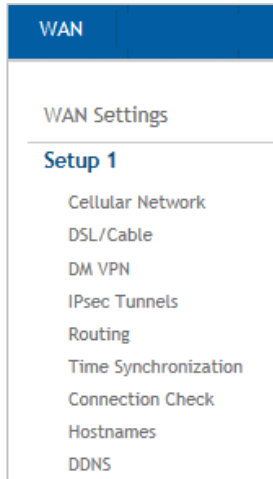 WAN
WAN Settings
Setup 1
Cellular Network
DSL/Cable
DM VPN
IPsec Tunnels
Routing
Time Synchronization
Connection Check
Hostnames
DDNS